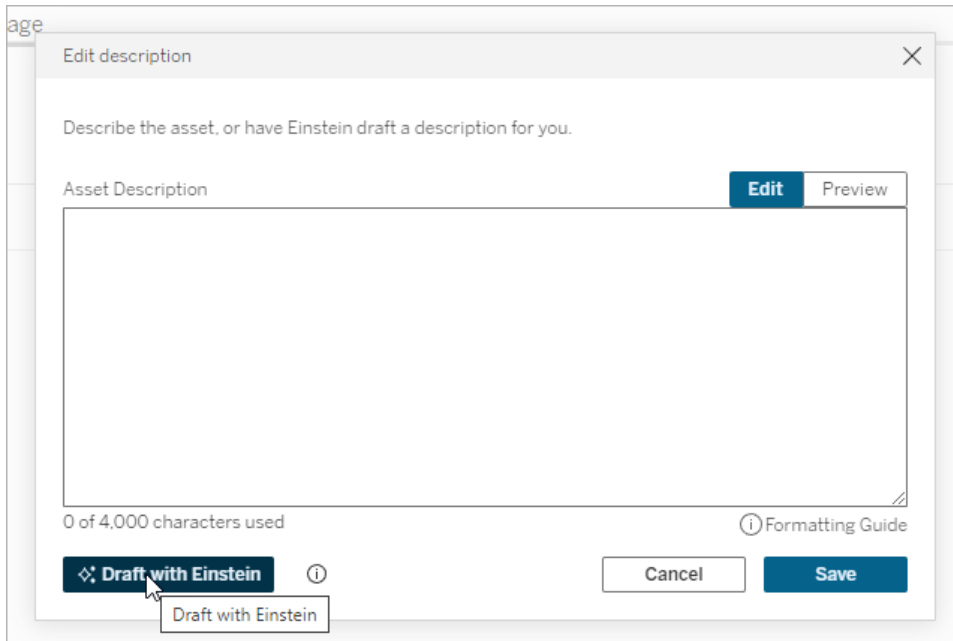 age
Edit description
Describe the asset, or have Einstein draft a description for you.
Asset Description
Edit Preview
0 of 4,000 characters used
Formatting Guide
Draft with Einstein
Cancel Save
Draft with Einstein